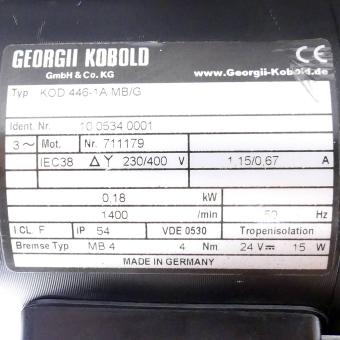 GEORGII KOBOLD
GmbH & Co. KG
www.Georgii-Kobold.de
CE
Typ KOD 446-1A MB/G
Ident. Nr. 10 0534 0001
3~ Mot. Nr. 711179
IEC38 Δ Y 230/400 V 1.15/0,67 A
0,18 kW
1400 /min 50 Hz
I CL. F IP 54 VDE 0530 Tropenisolation
Bremse Typ MB 4 4 Nm 24 V⎓ 15 W
MADE IN GERMANY